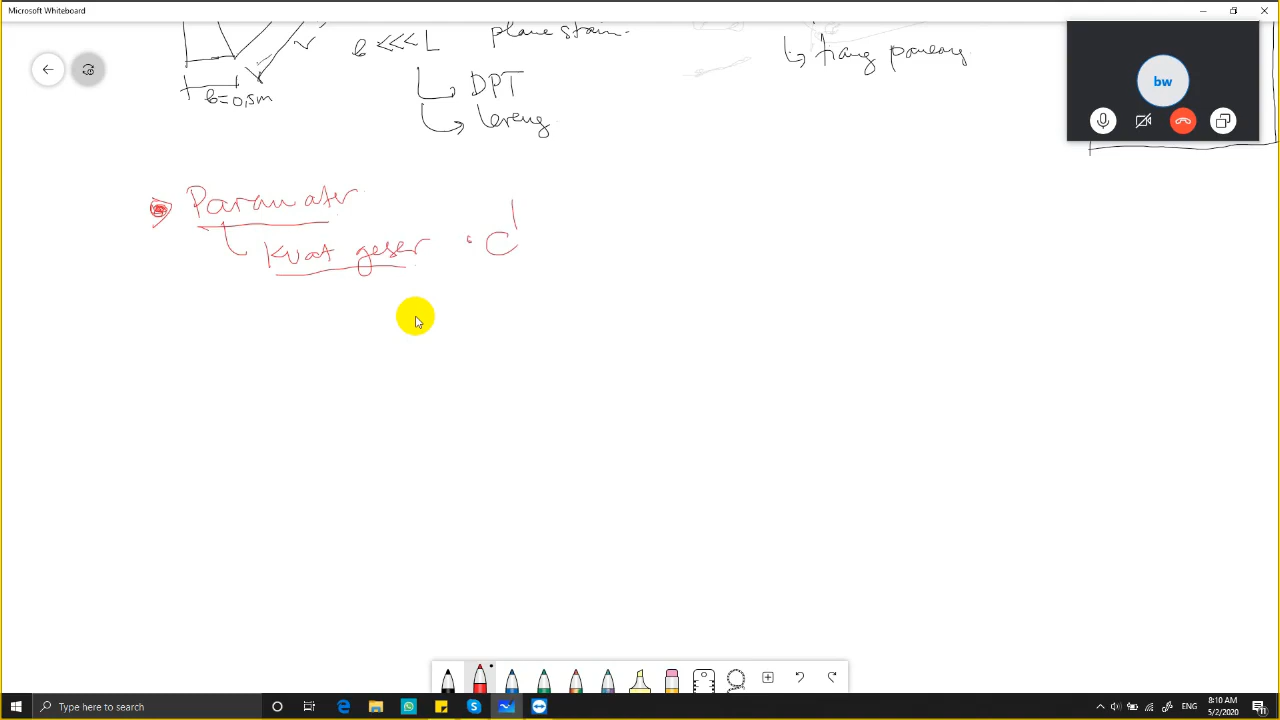 Microsoft Whiteboard
b <<< L plane strain.
tiang pancang
bw
b=0,5m
DPT
lereng
Parameter
Kuat geser • C'
Type here to search
ENG
8:10 AM
5/2/2020